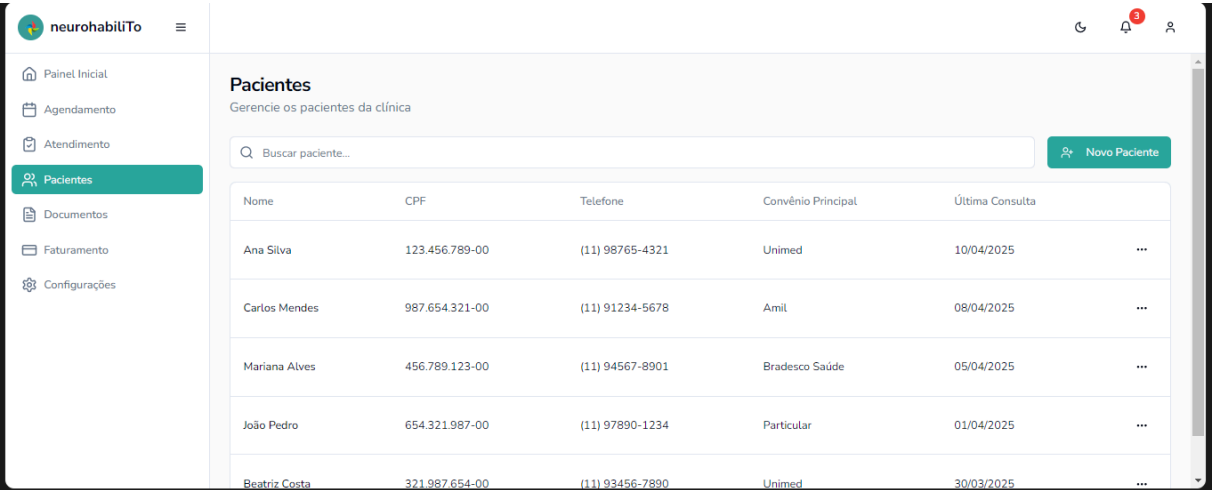 neurohabiliTo
3
Painel Inicial
Agendamento
Atendimento
Pacientes
Documentos
Faturamento
Configurações
Pacientes
Gerencie os pacientes da clínica
Buscar paciente...
Novo Paciente
Nome CPF Telefone Convênio Principal Última Consulta
Ana Silva 123.456.789-00 (11) 98765-4321 Unimed 10/04/2025 ...
Carlos Mendes 987.654.321-00 (11) 91234-5678 Amil 08/04/2025 ...
Mariana Alves 456.789.123-00 (11) 94567-8901 Bradesco Saúde 05/04/2025 ...
João Pedro 654.321.987-00 (11) 97890-1234 Particular 01/04/2025 ...
Beatriz Costa 321.987.654-00 (11) 93456-7890 Unimed 30/03/2025 ...